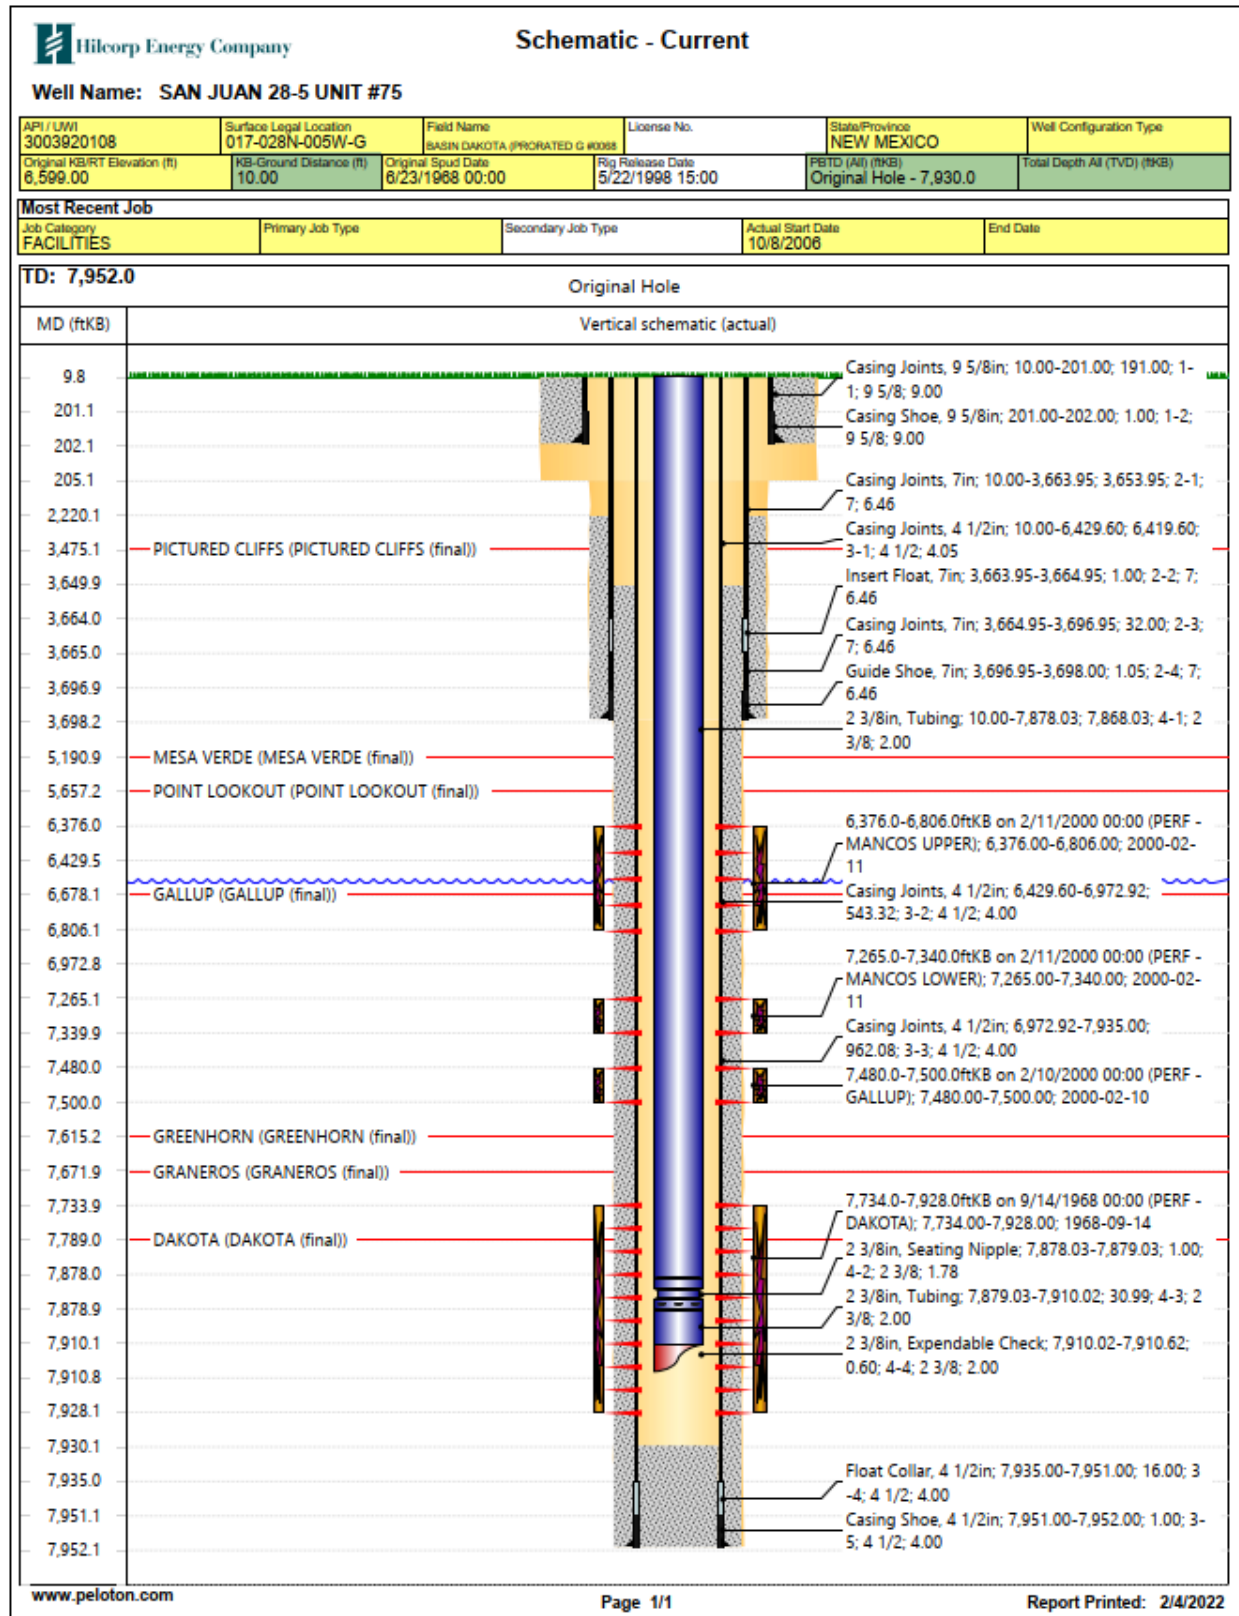 Hilcorp Energy Company
Schematic - Current
Well Name: SAN JUAN 28-5 UNIT #75
API / UWI
3003920108
Surface Legal Location
017-028N-005W-G
Field Name
BASIN DAKOTA (PRORATED G #0068
License No.
State/Province
NEW MEXICO
Well Configuration Type
Original KB/RT Elevation (ft)
6,599.00
KB-Ground Distance (ft)
10.00
Original Spud Date
6/23/1968 00:00
Rig Release Date
5/22/1998 15:00
PBTD (All) (ftKB)
Original Hole - 7,930.0
Total Depth All (TVD) (ftKB)
Most Recent Job
Job Category
FACILITIES
Primary Job Type
Secondary Job Type
Actual Start Date
10/8/2006
End Date
TD: 7,952.0
Original Hole
MD (ftKB)
Vertical schematic (actual)
9.8
201.1
202.1
205.1
2,220.1
3,475.1
3,649.9
3,664.0
3,665.0
3,696.9
3,698.2
5,190.9
5,657.2
6,376.0
6,429.5
6,678.1
6,806.1
6,972.8
7,265.1
7,339.9
7,480.0
7,500.0
7,615.2
7,671.9
7,733.9
7,789.0
7,878.0
7,878.9
7,910.1
7,910.8
7,928.1
7,930.1
7,935.0
7,951.1
7,952.1
PICTURED CLIFFS (PICTURED CLIFFS (final))
MESA VERDE (MESA VERDE (final))
POINT LOOKOUT (POINT LOOKOUT (final))
GALLUP (GALLUP (final))
GREENHORN (GREENHORN (final))
GRANEROS (GRANEROS (final))
DAKOTA (DAKOTA (final))
Casing Joints, 9 5/8in; 10.00-201.00; 191.00; 1-
1; 9 5/8; 9.00
Casing Shoe, 9 5/8in; 201.00-202.00; 1.00; 1-2;
9 5/8; 9.00
Casing Joints, 7in; 10.00-3,663.95; 3,653.95; 2-1;
7; 6.46
Casing Joints, 4 1/2in; 10.00-6,429.60; 6,419.60;
3-1; 4 1/2; 4.05
Insert Float, 7in; 3,663.95-3,664.95; 1.00; 2-2; 7;
6.46
Casing Joints, 7in; 3,664.95-3,696.95; 32.00; 2-3;
7; 6.46
Guide Shoe, 7in; 3,696.95-3,698.00; 1.05; 2-4; 7;
6.46
2 3/8in, Tubing; 10.00-7,878.03; 7,868.03; 4-1; 2
3/8; 2.00
6,376.0-6,806.0ftKB on 2/11/2000 00:00 (PERF -
MANCOS UPPER); 6,376.00-6,806.00; 2000-02-
11
Casing Joints, 4 1/2in; 6,429.60-6,972.92;
543.32; 3-2; 4 1/2; 4.00
7,265.0-7,340.0ftKB on 2/11/2000 00:00 (PERF -
MANCOS LOWER); 7,265.00-7,340.00; 2000-02-
11
Casing Joints, 4 1/2in; 6,972.92-7,935.00;
962.08; 3-3; 4 1/2; 4.00
7,480.0-7,500.0ftKB on 2/10/2000 00:00 (PERF -
GALLUP); 7,480.00-7,500.00; 2000-02-10
7,734.0-7,928.0ftKB on 9/14/1968 00:00 (PERF -
DAKOTA); 7,734.00-7,928.00; 1968-09-14
2 3/8in, Seating Nipple; 7,878.03-7,879.03; 1.00;
4-2; 2 3/8; 1.78
2 3/8in, Tubing; 7,879.03-7,910.02; 30.99; 4-3; 2
3/8; 2.00
2 3/8in, Expendable Check; 7,910.02-7,910.62;
0.60; 4-4; 2 3/8; 2.00
Float Collar, 4 1/2in; 7,935.00-7,951.00; 16.00; 3
-4; 4 1/2; 4.00
Casing Shoe, 4 1/2in; 7,951.00-7,952.00; 1.00; 3-
5; 4 1/2; 4.00
www.peloton.com
Page 1/1
Report Printed: 2/4/2022